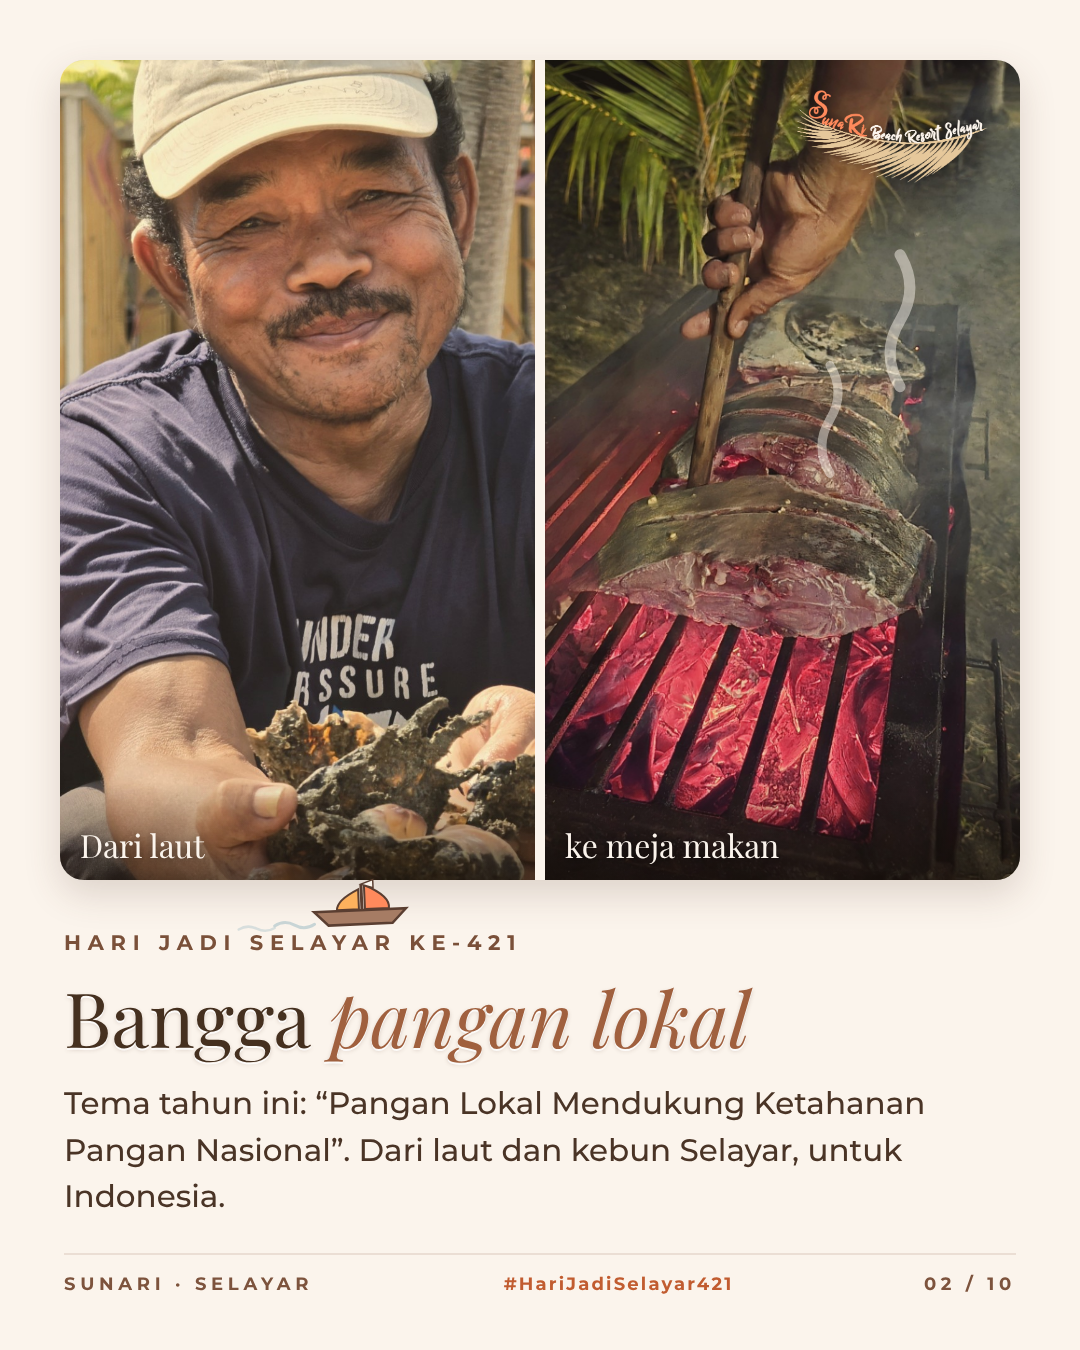 SunaRi Beach Resort Selayar
UNDER
Dari laut
ke meja makan
HARI JADI SELAYAR KE-421
Bangga pangan lokal
Tema tahun ini: “Pangan Lokal Mendukung Ketahanan
Pangan Nasional”. Dari laut dan kebun Selayar, untuk
Indonesia.
SUNARI · SELAYAR
#HariJadiSelayar421
02 / 10